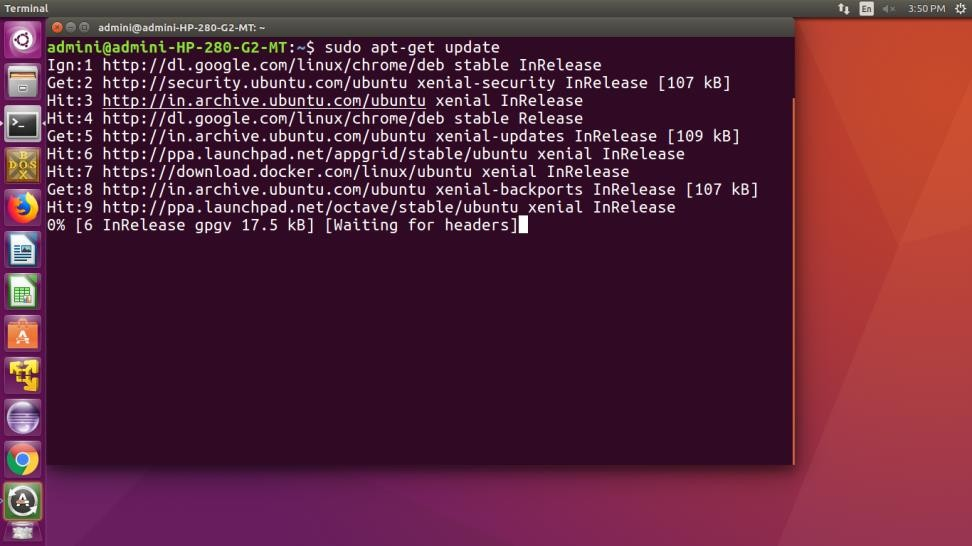 Terminal
En
3:50 PM
admini@admini-HP-280-G2-MT: ~
admini@admini-HP-280-G2-MT:~$ sudo apt-get update
Ign:1 http://dl.google.com/linux/chrome/deb stable InRelease
Get:2 http://security.ubuntu.com/ubuntu xenial-security InRelease [107 kB]
Hit:3 http://in.archive.ubuntu.com/ubuntu xenial InRelease
Hit:4 http://dl.google.com/linux/chrome/deb stable Release
Get:5 http://in.archive.ubuntu.com/ubuntu xenial-updates InRelease [109 kB]
Hit:6 http://ppa.launchpad.net/appgrid/stable/ubuntu xenial InRelease
Hit:7 https://download.docker.com/linux/ubuntu xenial InRelease
Get:8 http://in.archive.ubuntu.com/ubuntu xenial-backports InRelease [107 kB]
Hit:9 http://ppa.launchpad.net/octave/stable/ubuntu xenial InRelease
0% [6 InRelease gpgv 17.5 kB] [Waiting for headers]
DOS
BOX